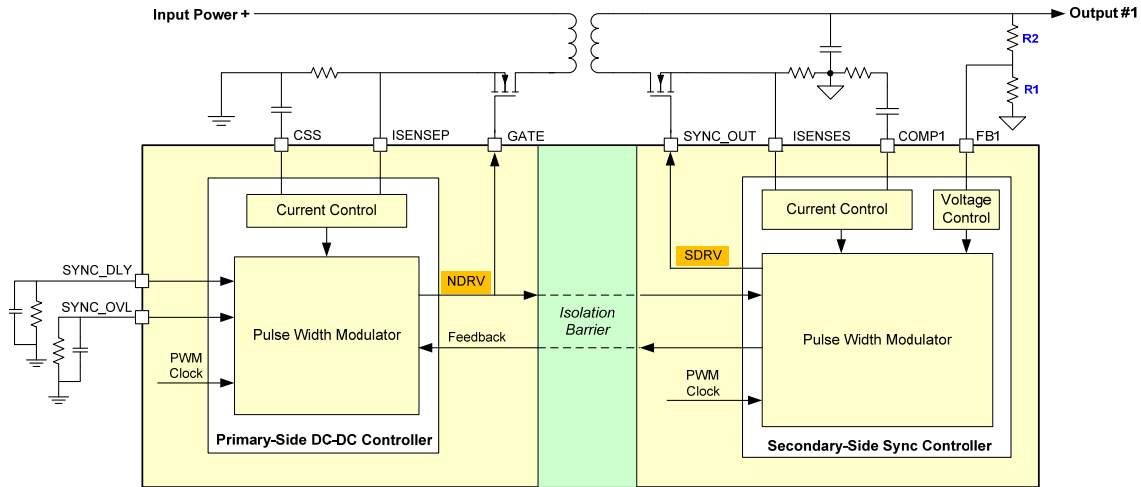 Input Power +
Output #1
R2
R1
CSS
ISENSEP
GATE
SYNC_OUT
ISENSES
COMP1
FB1
Current Control
Current Control
Voltage
Control
SYNC_DLY
SYNC_OVL
NDRV
SDRV
Isolation
Barrier
Pulse Width Modulator
Feedback
Pulse Width Modulator
PWM
Clock
PWM
Clock
Primary-Side DC-DC Controller
Secondary-Side Sync Controller